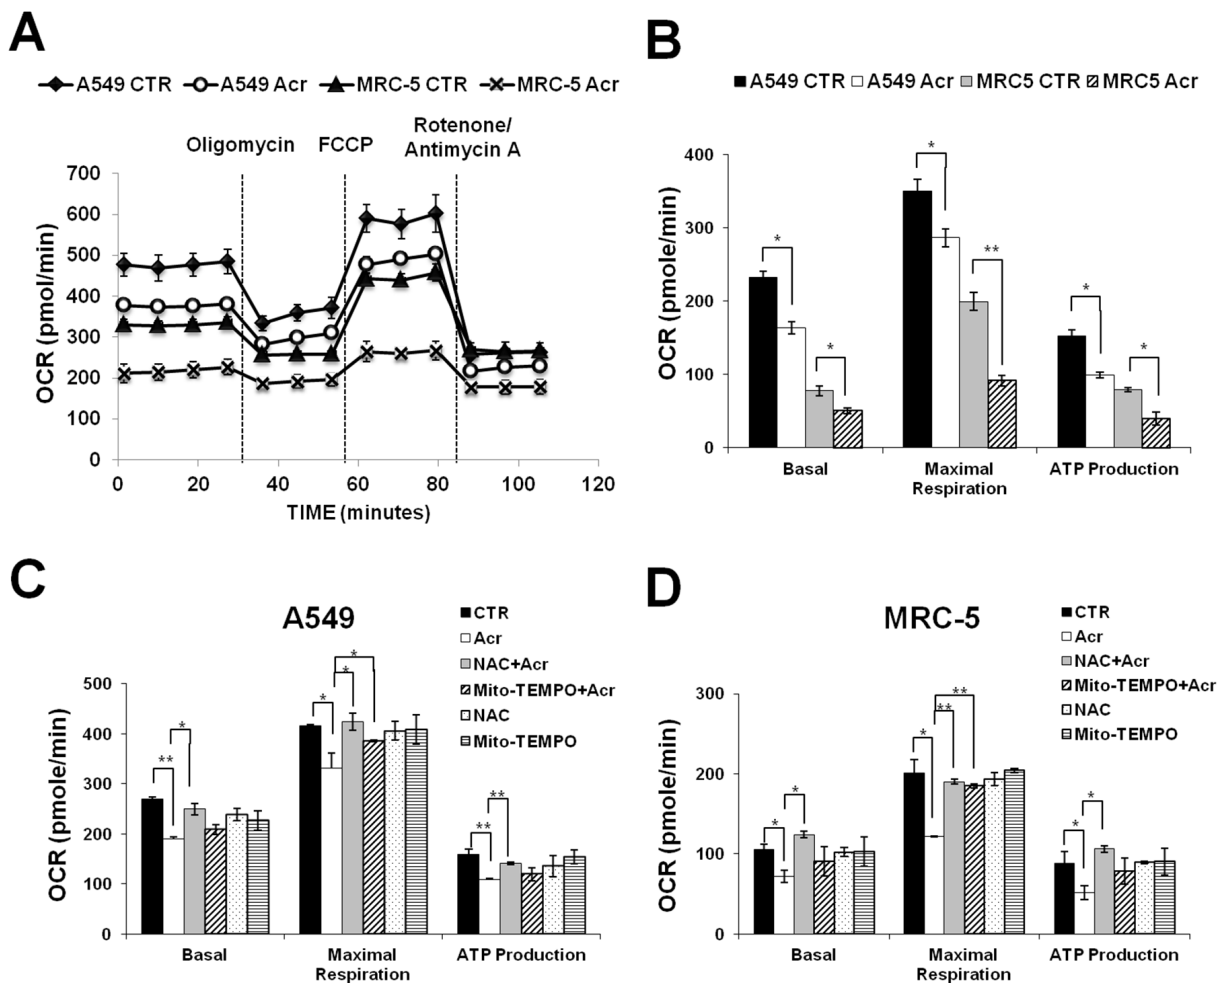 A
A549 CTR A549 Acr MRC-5 CTR MRC-5 Acr
Oligomycin FCCP Rotenone/
Antimycin A
OCR (pmol/min)
700
600
500
400
300
200
100
0
0 20 40 60 80 100 120
TIME (minutes)
B
A549 CTR A549 Acr MRC5 CTR MRC5 Acr
OCR (pmole/min)
400
300
200
100
0
* * * ** * *
Basal Maximal
Respiration ATP Production
C
A549
CTR
Acr
NAC+Acr
Mito-TEMPO+Acr
NAC
Mito-TEMPO
OCR (pmole/min)
500
400
300
200
100
0
** * * * * ** **
Basal Maximal
Respiration ATP Production
D
MRC-5
CTR
Acr
NAC+Acr
Mito-TEMPO+Acr
NAC
Mito-TEMPO
OCR (pmole/min)
300
200
100
0
* * * ** ** * *
Basal Maximal
Respiration ATP Production